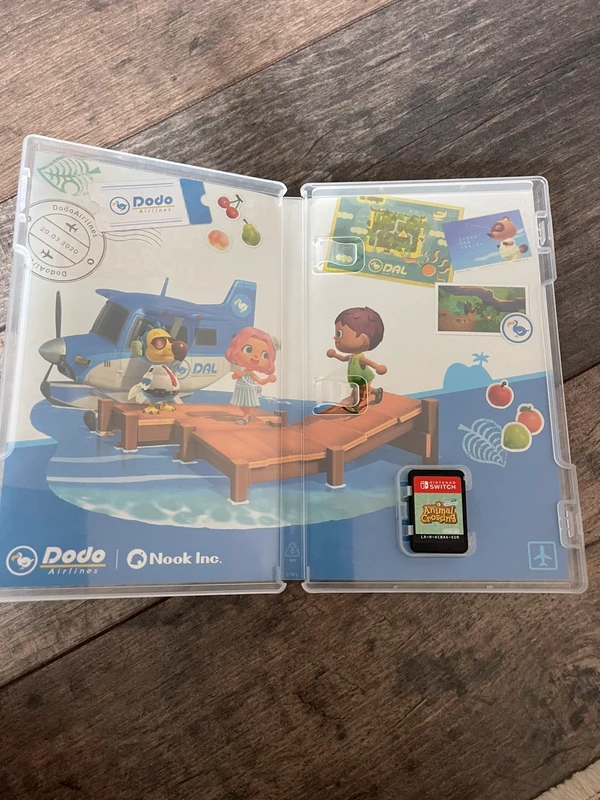 Dodo
Airlines
DodoAirlines
20.03.2020
DodoAirlines
DAL
DAL
NINTENDO
SWITCH
Animal
Crossing
LA-H-ACBAA-EUR
Dodo
Airlines
Nook Inc.